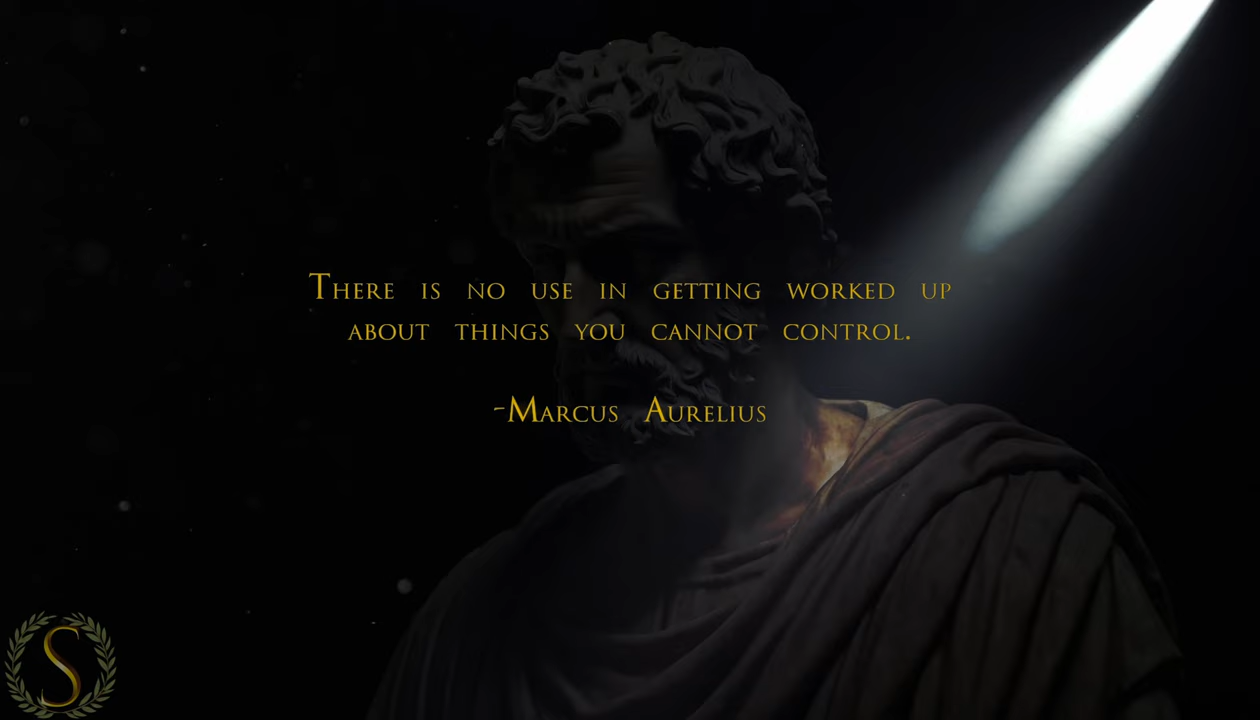 There is no use in getting worked up
about things you cannot control.
-Marcus Aurelius
S